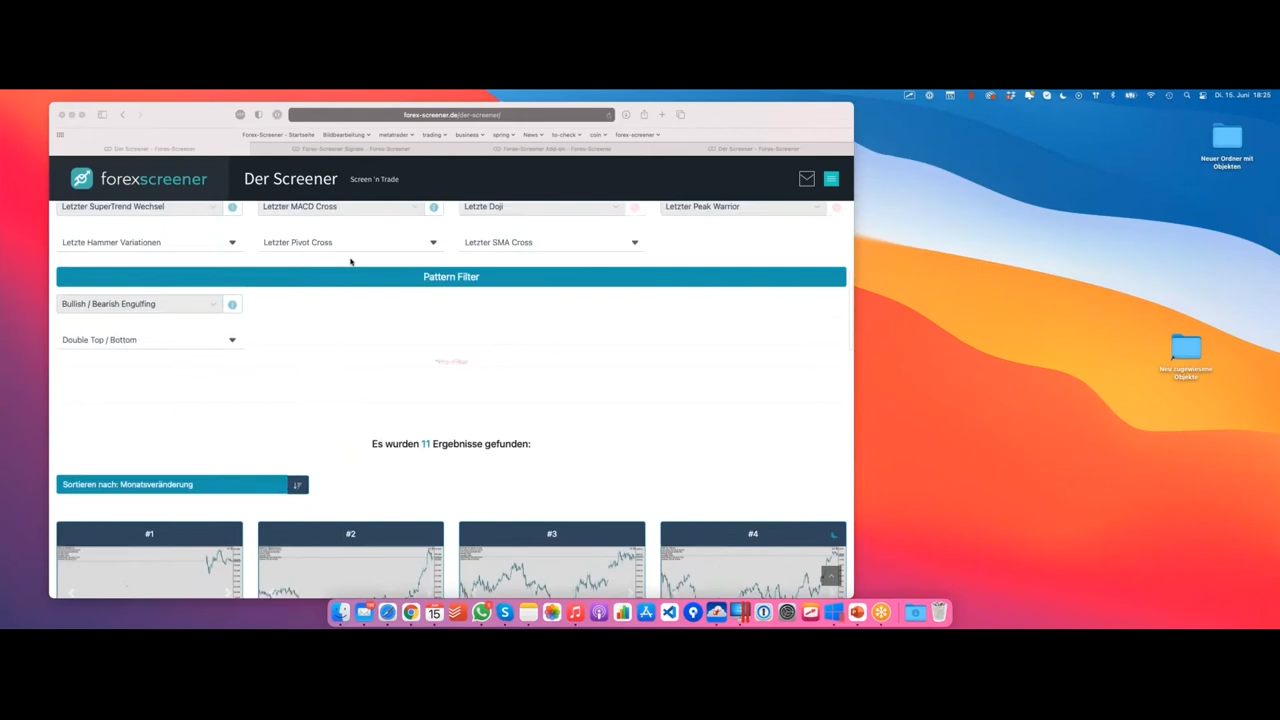 Di. 15. Juni 18:25
forex-screener.de/der-screener/
Forex-Screener - Startseite
Bildbearbeitung
metatrader
trading
business
spring
News
to-check
coin
forex-screener
Der Screener - Forex-Screener
Forex-Screener Signale - Forex-Screener
Forex-Screener Add-on - Forex-Screener
Der Screener - Forex-Screener
forexscreener
Der Screener
Screen 'n Trade
Letzter SuperTrend Wechsel
Letzter MACD Cross
Letzte Doji
Letzter Peak Warrior
Letzte Hammer Variationen
Letzter Pivot Cross
Letzter SMA Cross
Pattern Filter
Bullish / Bearish Engulfing
Double Top / Bottom
Es wurden 11 Ergebnisse gefunden:
Sortieren nach: Monatsveränderung
#1
#2
#3
#4
Neuer Ordner mit
Objekten
Neu zugewiesene
Objekte
15